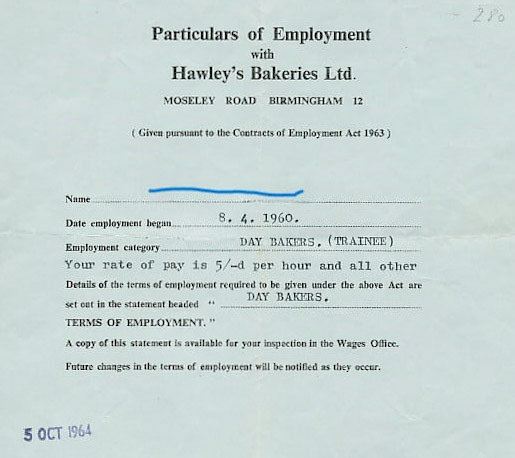 280
Particulars of Employment
with
Hawley's Bakeries Ltd.
MOSELEY ROAD BIRMINGHAM 12
( Given pursuant to the Contracts of Employment Act 1963 )
Name
Date employment began 8. 4. 1960.
Employment category DAY BAKERS. (TRAINEE)
Your rate of pay is 5/-d per hour and all other
Details of the terms of employment required to be given under the above Act are
set out in the statement headed " DAY BAKERS.
TERMS OF EMPLOYMENT. "
A copy of this statement is available for your inspection in the Wages Office.
Future changes in the terms of employment will be notified as they occur.
5 OCT 1964